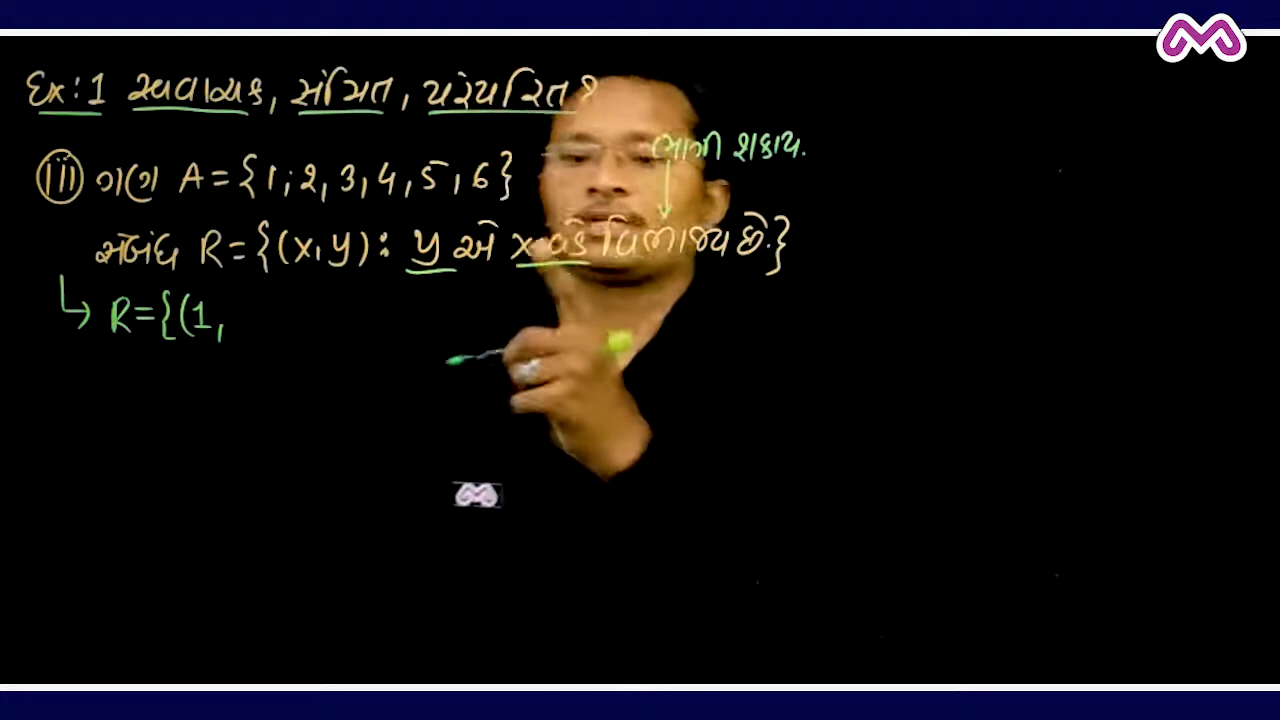 Ex: 1 સ્વવાચક, સંમિત, પરંપરિત ?
ભાગી શકાય.
(iii) ગણ A = {1, 2, 3, 4, 5, 6}
સંબંધ R = {(x, y) : y એ x વડે વિભાજ્ય છે.}
↳ R = {(1,